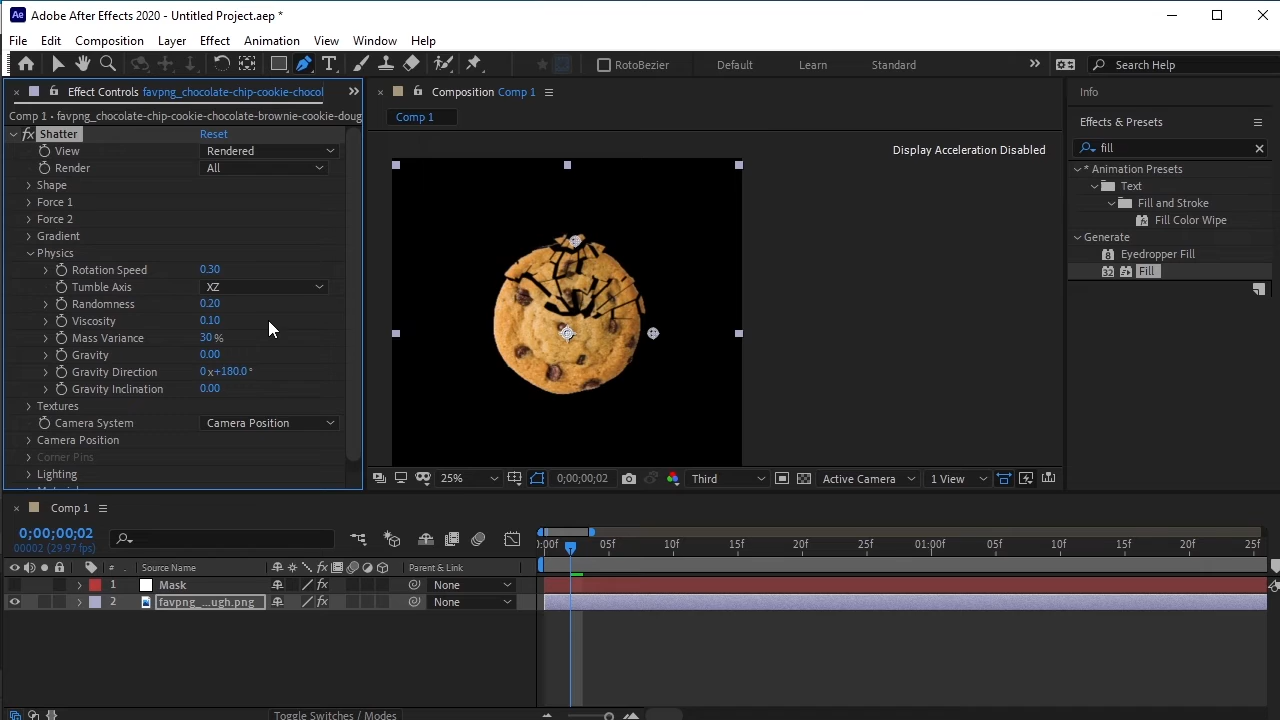 Adobe After Effects 2020 - Untitled Project.aep *
File Edit Composition Layer Effect Animation View Window Help
RotoBezier Default Learn Standard » Search Help
Effect Controls favpng_chocolate-chip-cookie-chocol »
Composition Comp 1
Info
Comp 1 • favpng_chocolate-chip-cookie-chocolate-brownie-cookie-doug
Comp 1
Effects & Presets
fx Shatter Reset
fill
View Rendered
Display Acceleration Disabled
Render All
* Animation Presets
Shape
Text
Force 1
Fill and Stroke
Force 2
Fill Color Wipe
Gradient
Generate
Physics
Eyedropper Fill
Rotation Speed 0.30
Fill
Tumble Axis XZ
Randomness 0.20
Viscosity 0.10
Mass Variance 30 %
Gravity 0.00
Gravity Direction 0 x+180.0 °
Gravity Inclination 0.00
Textures
Camera System Camera Position
Camera Position
Corner Pins
Lighting
25% 0;00;00;02 Third Active Camera 1 View
Comp 1
0;00;00;02
00002 (29.97 fps)
:00f 05f 10f 15f 20f 25f 01:00f 05f 10f 15f 20f 25f
# Source Name fx Parent & Link
1 Mask fx None
2 favpng_...ugh.png fx None
Toggle Switches / Modes